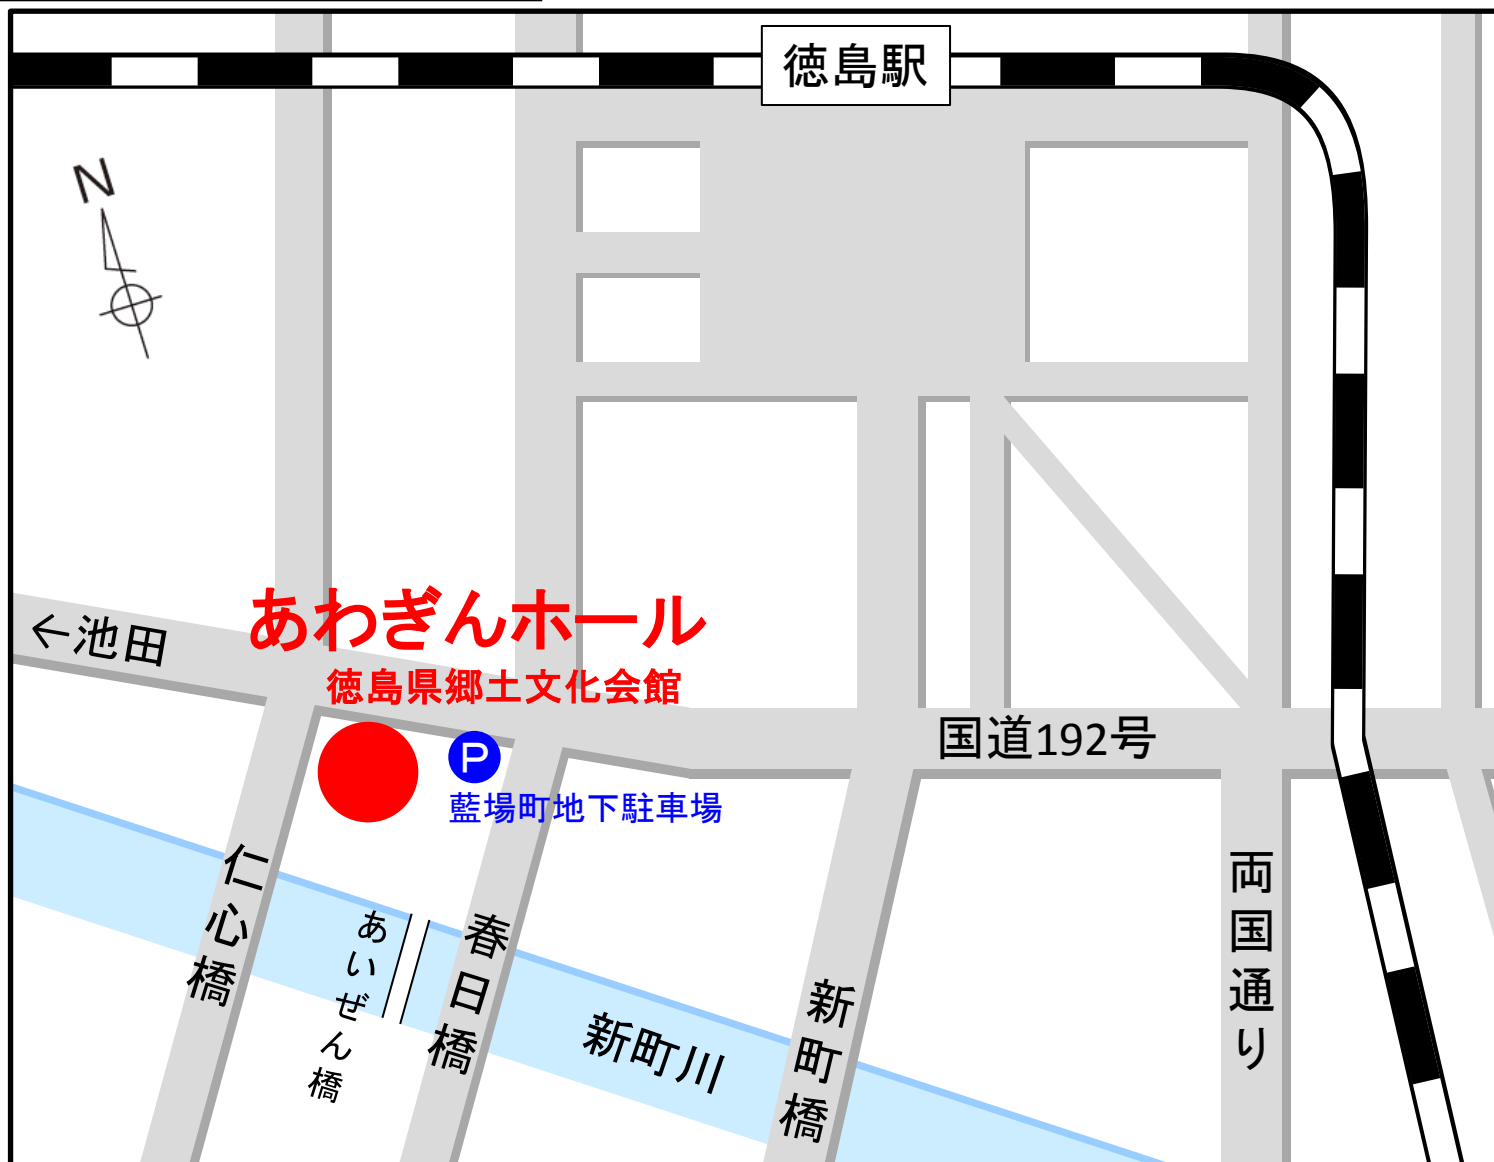 徳島駅
N
←池田
あわぎんホール
徳島県郷土文化会館
P
藍場町地下駐車場
国道192号
仁心橋
あいぜん橋
春日橋
新町川
新町橋
両国通り